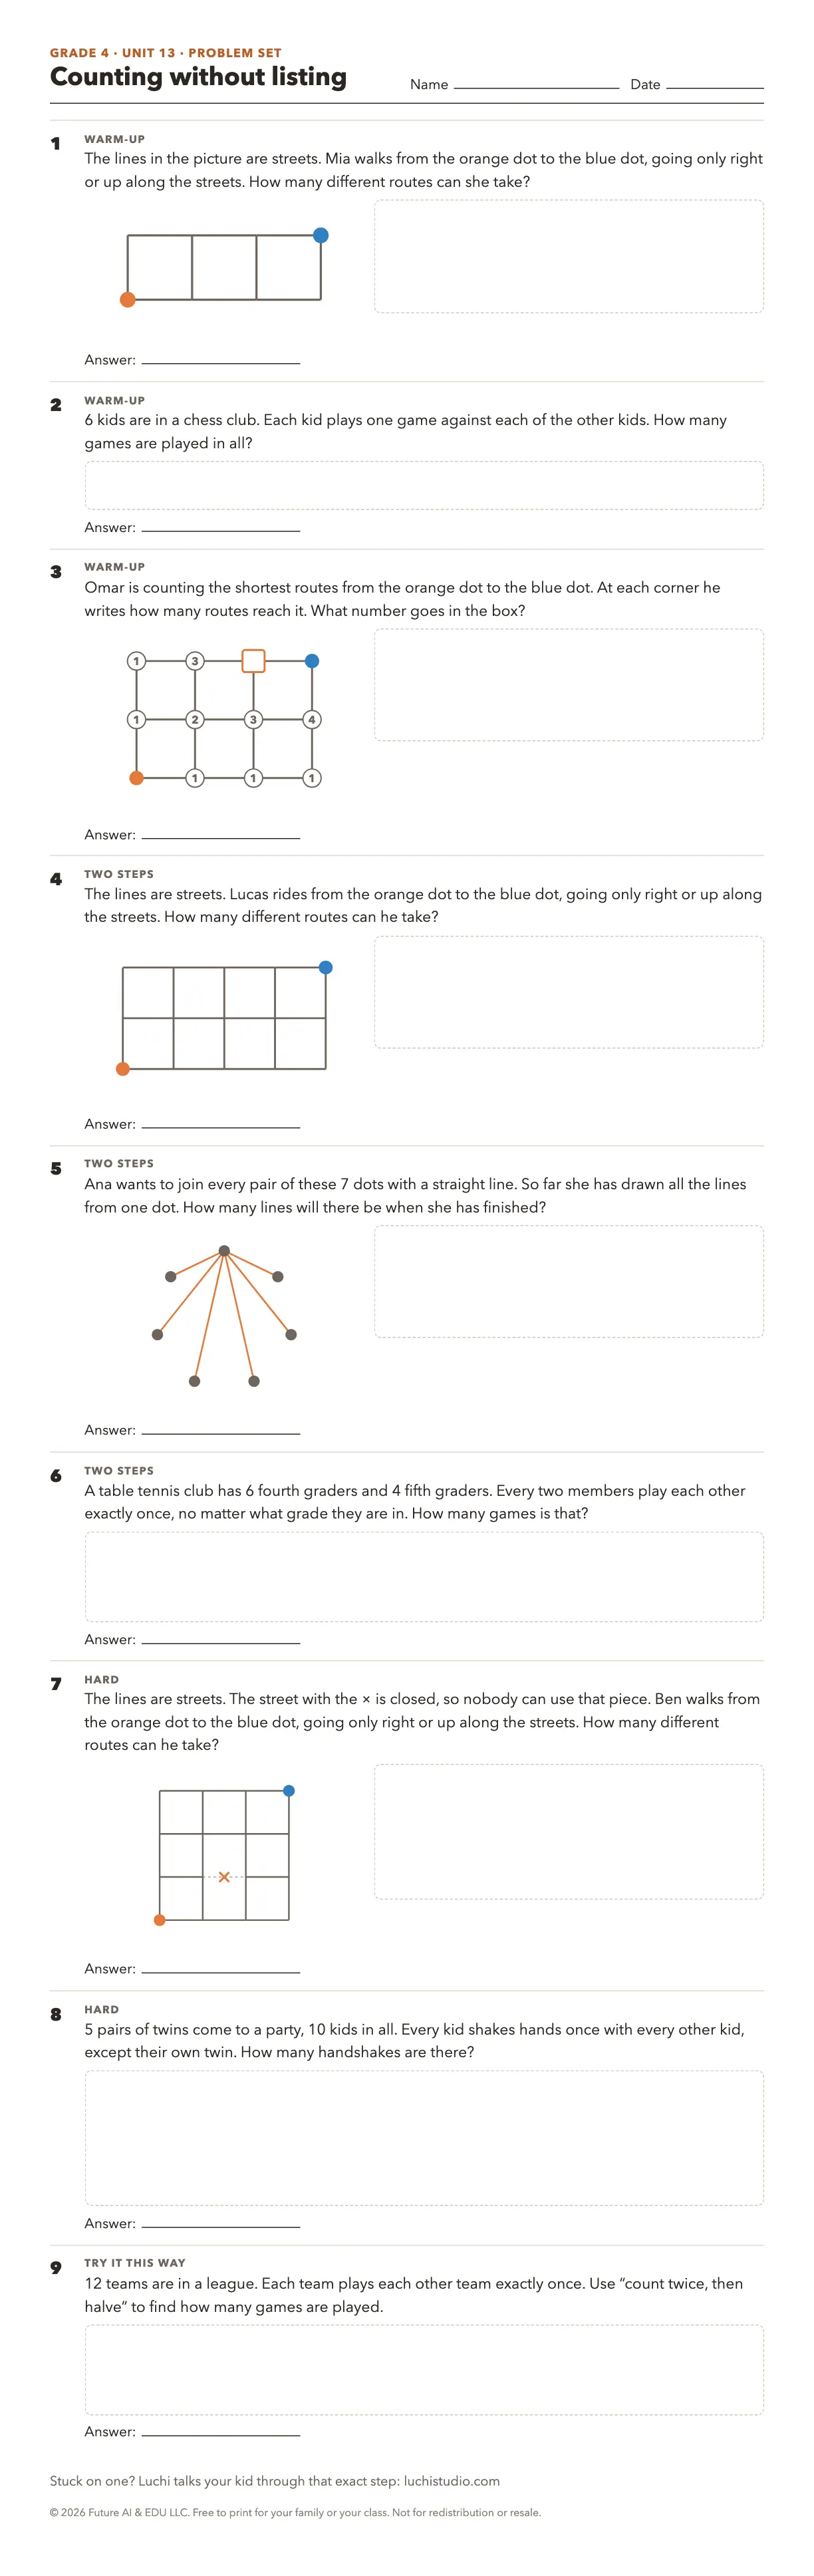 GRADE 4 · UNIT 13 · PROBLEM SET
Counting without listing
Name Date
1
WARM-UP
The lines in the picture are streets. Mia walks from the orange dot to the blue dot, going only right
or up along the streets. How many different routes can she take?
Answer:
2
WARM-UP
6 kids are in a chess club. Each kid plays one game against each of the other kids. How many
games are played in all?
Answer:
3
WARM-UP
Omar is counting the shortest routes from the orange dot to the blue dot. At each corner he
writes how many routes reach it. What number goes in the box?
1 3
1 2 3 4
1 1 1
Answer:
4
TWO STEPS
The lines are streets. Lucas rides from the orange dot to the blue dot, going only right or up along
the streets. How many different routes can he take?
Answer:
5
TWO STEPS
Ana wants to join every pair of these 7 dots with a straight line. So far she has drawn all the lines
from one dot. How many lines will there be when she has finished?
Answer:
6
TWO STEPS
A table tennis club has 6 fourth graders and 4 fifth graders. Every two members play each other
exactly once, no matter what grade they are in. How many games is that?
Answer:
7
HARD
The lines are streets. The street with the × is closed, so nobody can use that piece. Ben walks from
the orange dot to the blue dot, going only right or up along the streets. How many different
routes can he take?
×
Answer:
8
HARD
5 pairs of twins come to a party, 10 kids in all. Every kid shakes hands once with every other kid,
except their own twin. How many handshakes are there?
Answer:
9
TRY IT THIS WAY
12 teams are in a league. Each team plays each other team exactly once. Use “count twice, then
halve” to find how many games are played.
Answer:
Stuck on one? Luchi talks your kid through that exact step: luchistudio.com
© 2026 Future AI & EDU LLC. Free to print for your family or your class. Not for redistribution or resale.